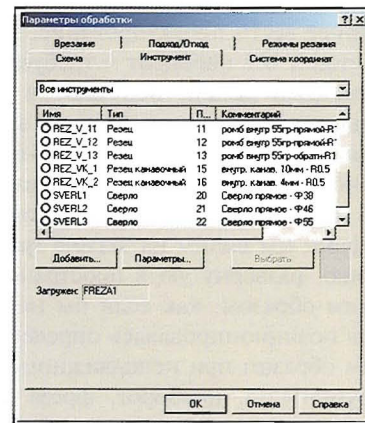 Параметры обработки
Врезание Подход/Отход Режимы резания
Схема Инструмент Система координат
Все инструменты
Имя Тип П... Комментарий
REZ_V_11 Резец 11 ромб внутр 55гр-прямой-R"
REZ_V_12 Резец 12 ромб внутр 55гр-прямой-R"
REZ_V_13 Резец 13 ромб внутр 55гр-обратн-R1
REZ_VK_1 Резец канавочный 15 внутр. канав. 10мм - R0.5
REZ_VK_2 Резец канавочный 16 внутр. канав. 4мм - R0.5
SVERL1 Сверло 20 Сверло прямое - Ф38
SVERL2 Сверло 21 Сверло прямое - Ф46
SVERL3 Сверло 22 Сверло прямое - Ф55
Добавить... Параметры... Выбрать
Загружен: FREZA1
OK Отмена Справка